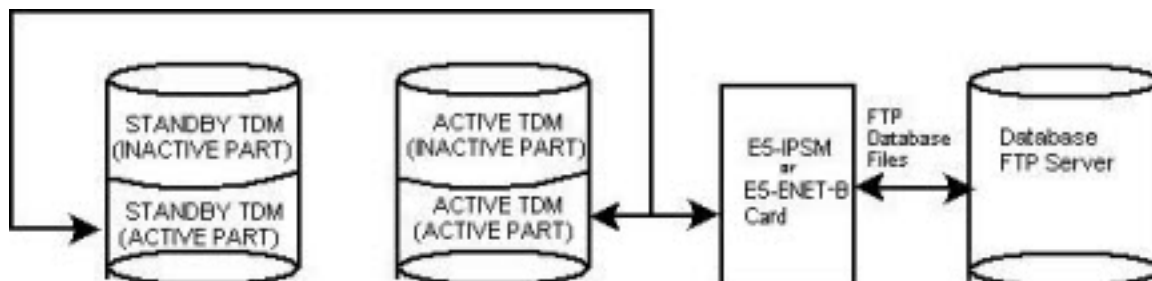 STANDBY TDM
(INACTIVE PART)
STANDBY TDM
(ACTIVE PART)
ACTIVE TDM
(INACTIVE PART)
ACTIVE TDM
(ACTIVE PART)
E5-IPSM
or
E5-ENET-B
Card
FTP
Database
Files
Database
FTP Server